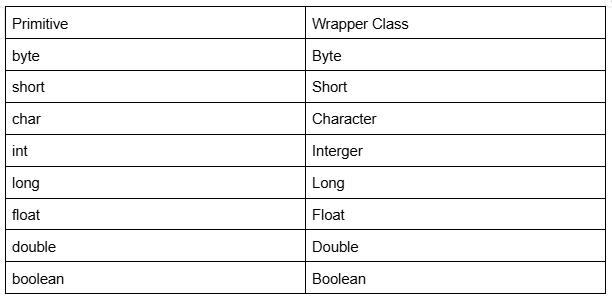 Primitive Wrapper Class
byte Byte
short Short
char Character
int Interger
long Long
float Float
double Double
boolean Boolean